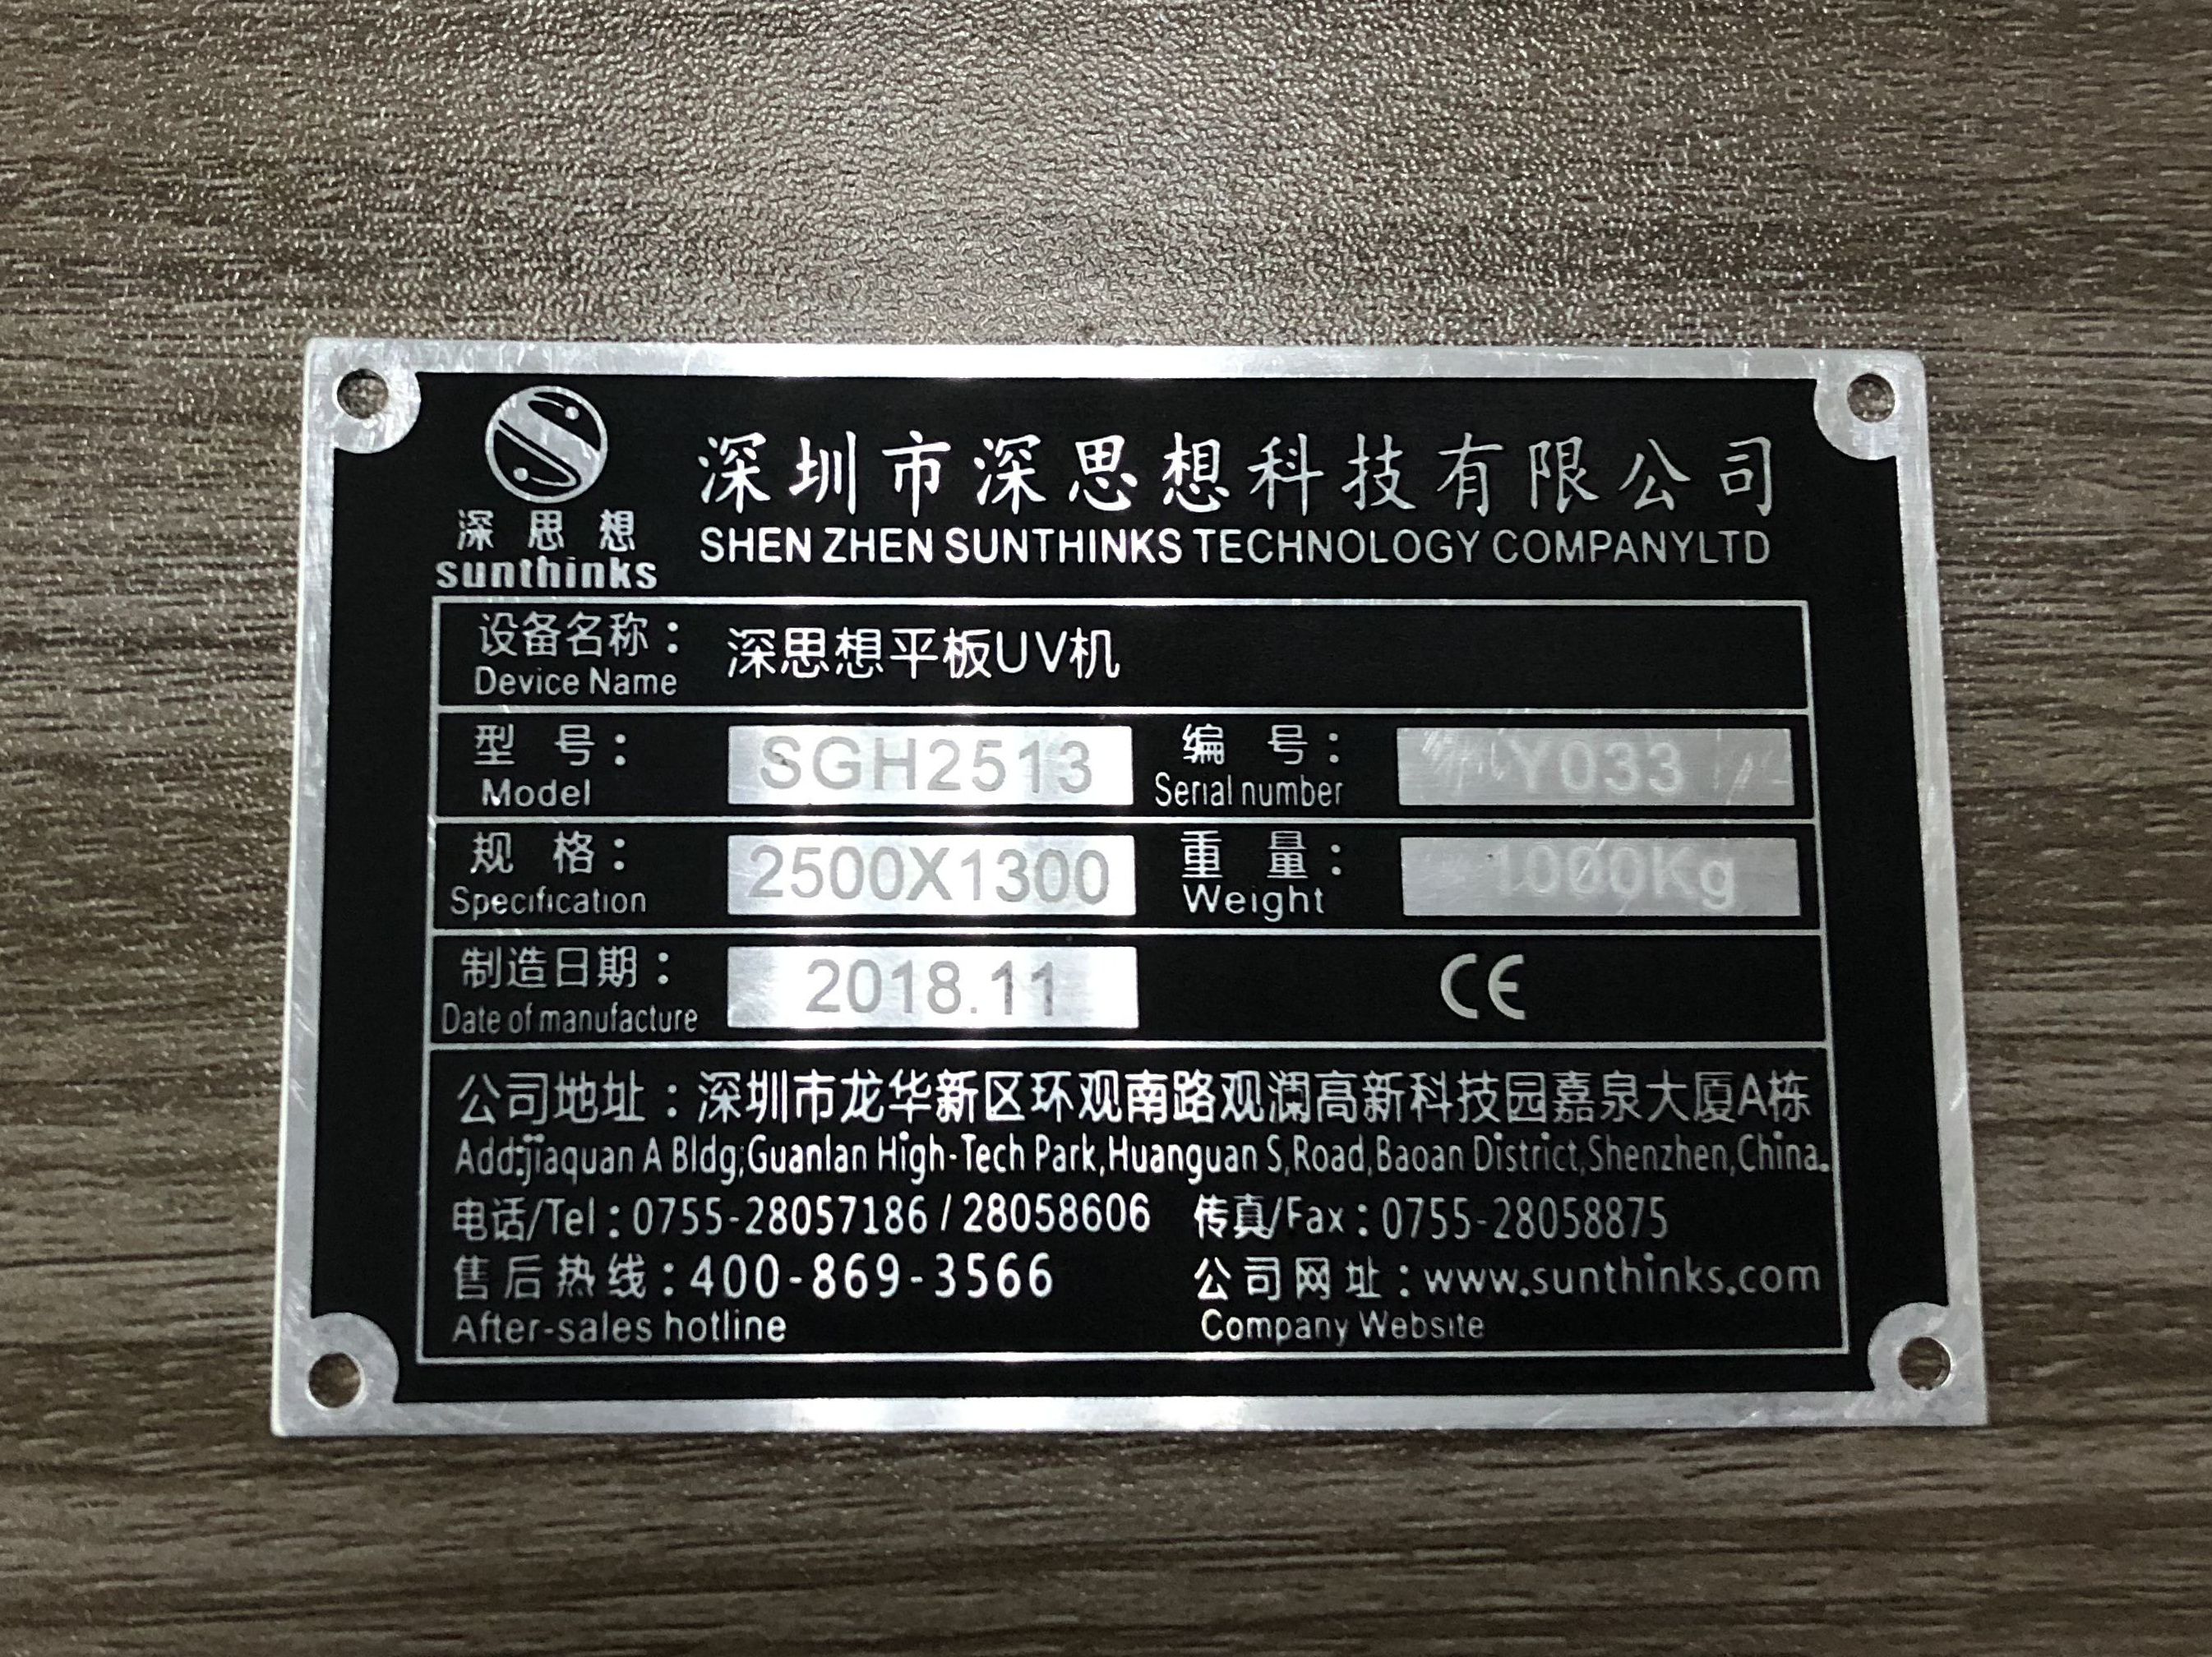 深思想
sunthinks
深圳市深思想科技有限公司
SHEN ZHEN SUNTHINKS TECHNOLOGY COMPANYLTD
设备名称：深思想平板UV机
Device Name
型 号：SGH2513 编 号：Y033
Model Serial number
规 格：2500X1300 重 量：1000Kg
Specification Weight
制造日期：2018.11 CE
Date of manufacture
公司地址：深圳市龙华新区环观南路观澜高新科技园嘉泉大厦A栋
Add:jiaquan A Bldg;Guanlan High-Tech Park,Huanguan S,Road,Baoan District,Shenzhen,China.
电话/Tel：0755-28057186 / 28058606 传真/Fax：0755-28058875
售后热线：400-869-3566 公司网址：www.sunthinks.com
After-sales hotline Company Website